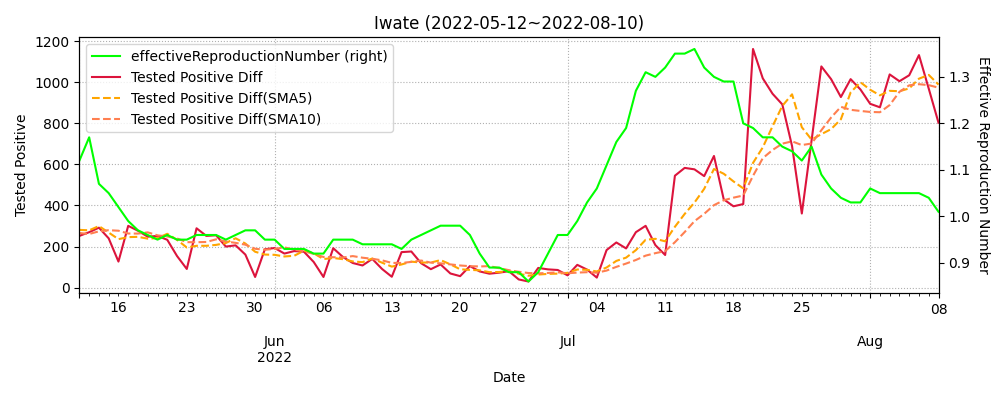 Iwate (2022-05-12~2022-08-10)
effectiveReproductionNumber (right)
Tested Positive Diff
Tested Positive Diff(SMA5)
Tested Positive Diff(SMA10)
Tested Positive
1200
1000
800
600
400
200
0
1.3
1.2
1.1
1.0
0.9
Effective Reproduction Number
16 23 30 06 13 20 27 04 11 18 25 08
Jun Jul Aug
2022
Date